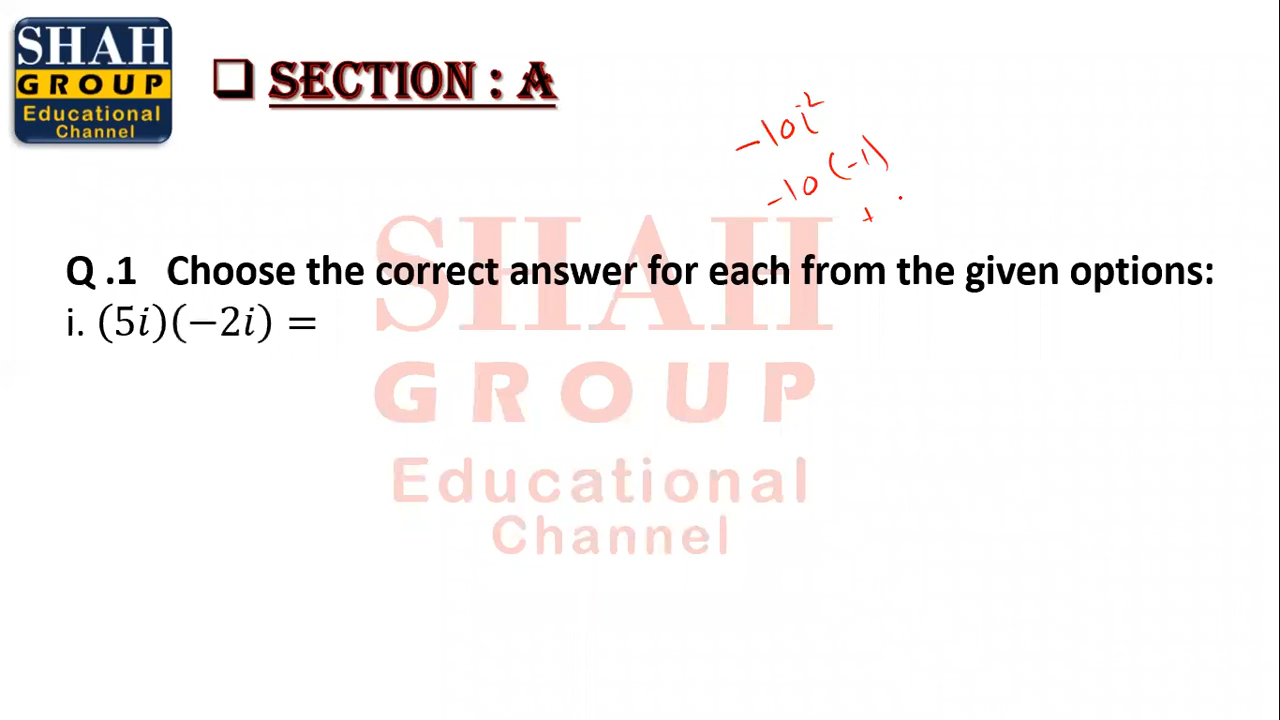 SHAH
GROUP
Educational
Channel
SECTION : A
-10i²
-10(-1)
+
Q .1 Choose the correct answer for each from the given options:
i. (5𝑖)(−2𝑖) =
SHAH
GROUP
Educational
Channel